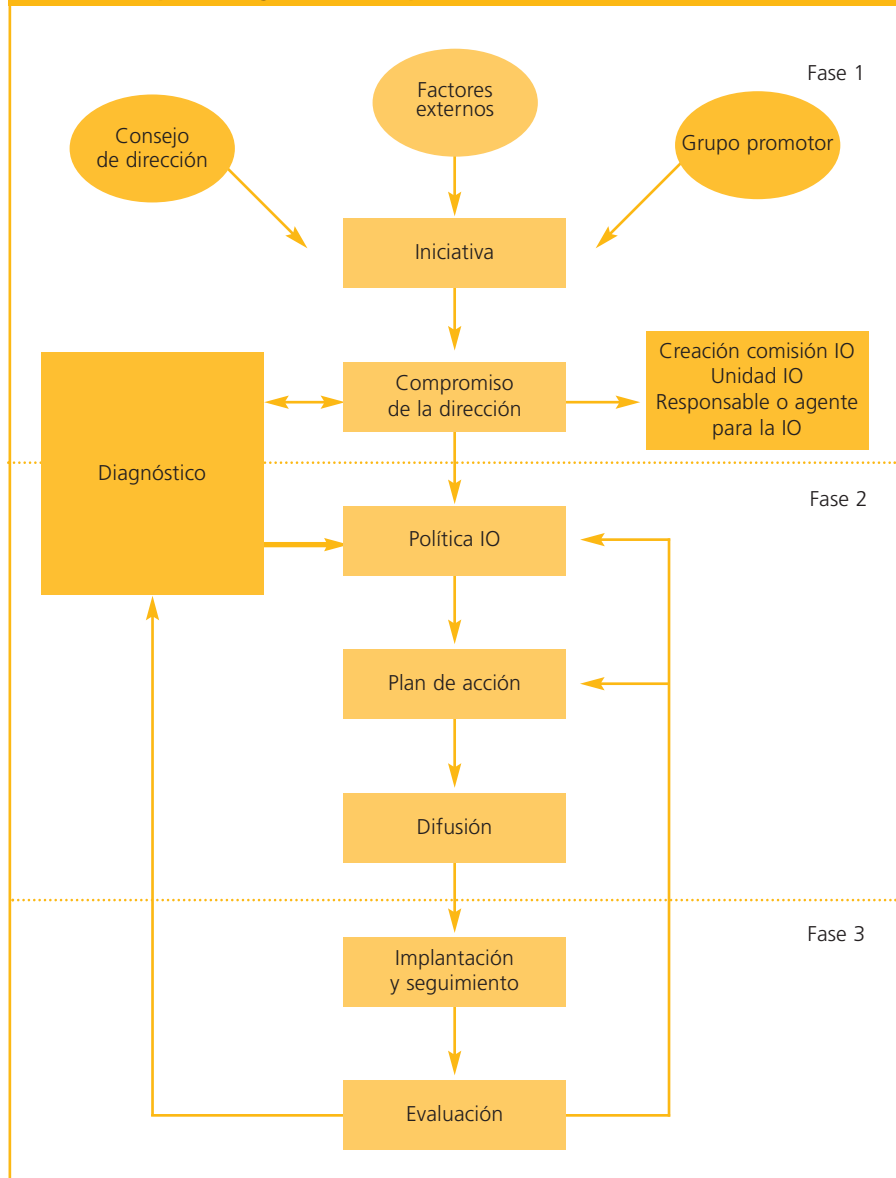 Fase 1
Factores
externos
Consejo
de dirección
Grupo promotor
Iniciativa
Compromiso
de la dirección
Creación comisión IO
Unidad IO
Responsable o agente
para la IO
Diagnóstico
Fase 2
Política IO
Plan de acción
Difusión
Fase 3
Implantación
y seguimiento
Evaluación